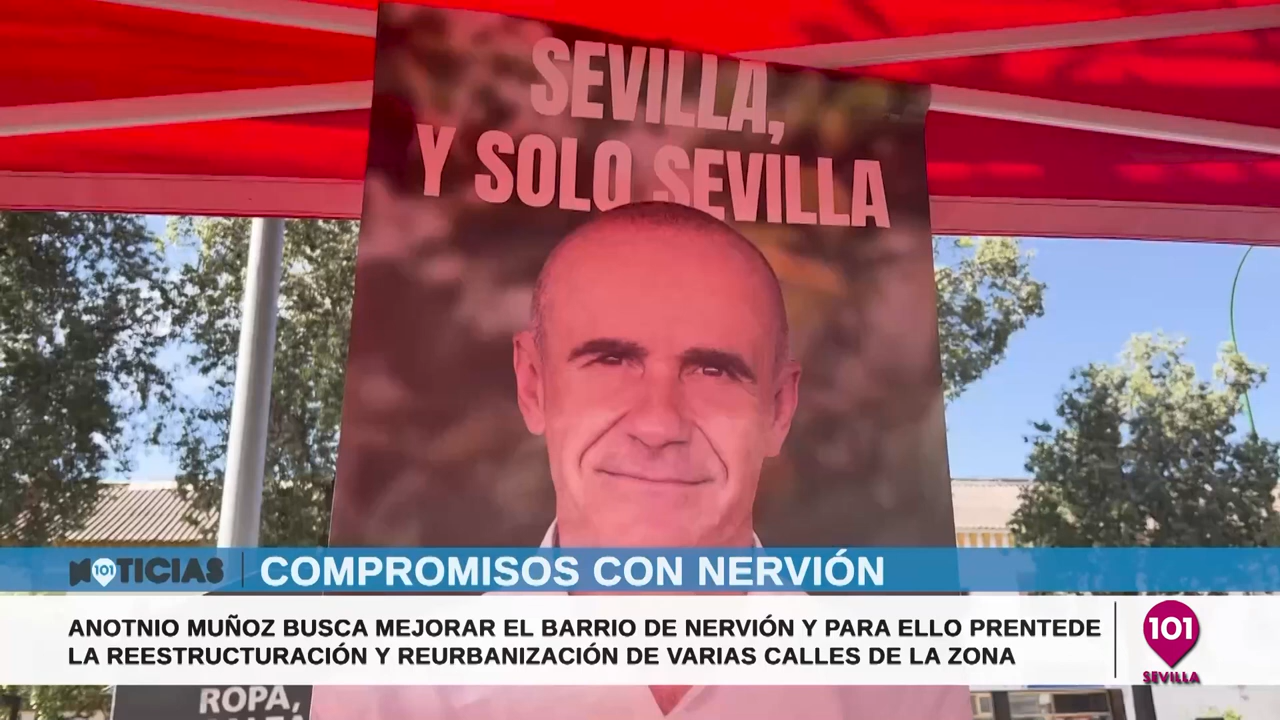 SEVILLA,
Y SOLO SEVILLA
NOTICIAS
101
COMPROMISOS CON NERVIÓN
ANOTNIO MUÑOZ BUSCA MEJORAR EL BARRIO DE NERVIÓN Y PARA ELLO PRENTEDE
LA REESTRUCTURACIÓN Y REURBANIZACIÓN DE VARIAS CALLES DE LA ZONA
101
SEVILLA
ROPA,